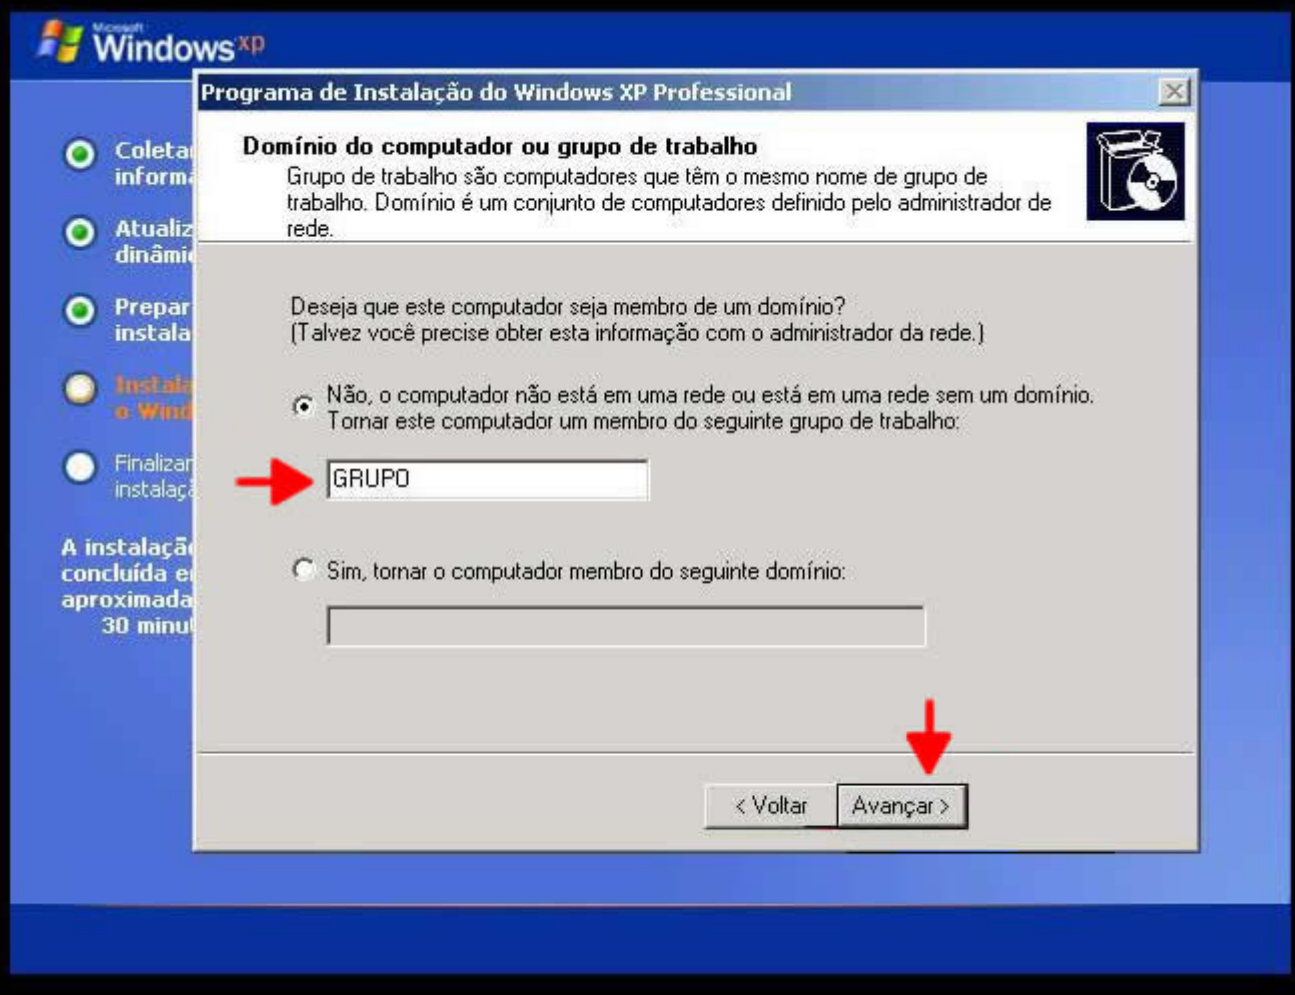 Microsoft
Windows xp
Programa de Instalação do Windows XP Professional
Domínio do computador ou grupo de trabalho
Grupo de trabalho são computadores que têm o mesmo nome de grupo de
trabalho. Domínio é um conjunto de computadores definido pelo administrador de
rede.
Coleta
inform
Atualiz
dinâmi
Prepar
instala
Instala
o Wind
Finalizar
instalaç
A instalaçã
concluída e
aproximada
30 minu
Deseja que este computador seja membro de um domínio?
(Talvez você precise obter esta informação com o administrador da rede.)
Não, o computador não está em uma rede ou está em uma rede sem um domínio.
Tornar este computador um membro do seguinte grupo de trabalho:
GRUPO
Sim, tornar o computador membro do seguinte domínio:
< Voltar
Avançar >